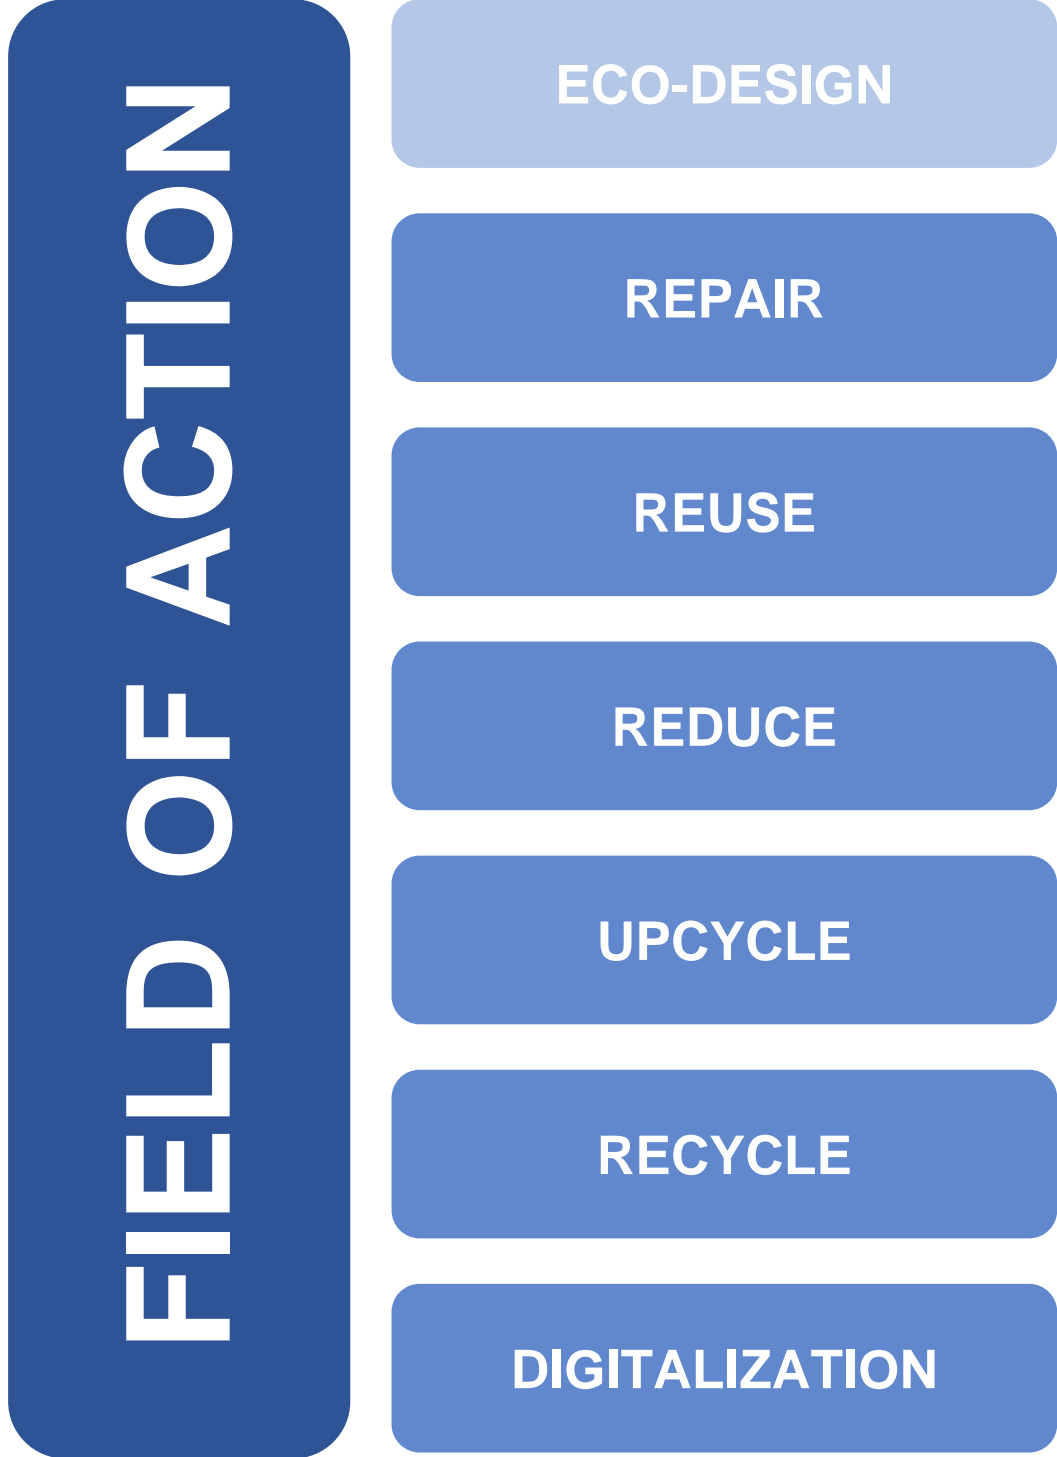 FIELD OF ACTION
ECO-DESIGN
REPAIR
REUSE
REDUCE
UPCYCLE
RECYCLE
DIGITALIZATION